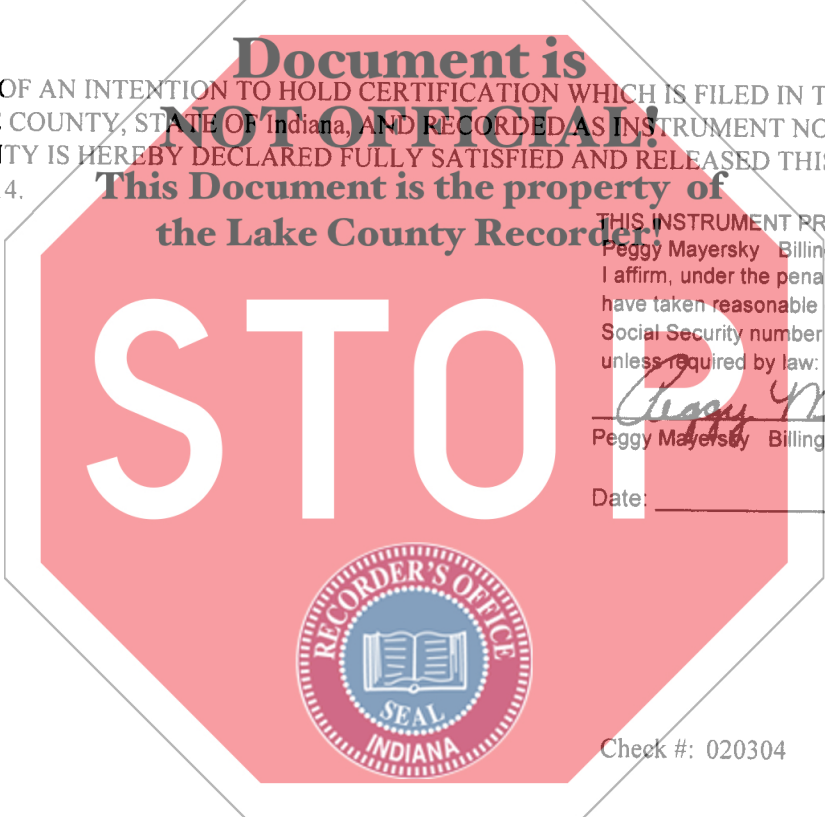 Document is
OF AN INTENTION TO HOLD CERTIFICATION WHICH IS FILED IN T
NOT OFFICIAL!
COUNTY, STATE OF Indiana, AND RECORDED AS INSTRUMENT NO
TY IS HEREBY DECLARED FULLY SATISFIED AND RELEASED THIS
4.
This Document is the property of
the Lake County Recorder!
THIS INSTRUMENT PR
Peggy Mayersky Billin
I affirm, under the pena
have taken reasonable
Social Security number
unless required by law:
Peggy M
Peggy Mayersky Billing
Date:
STOP
RECORDER'S OFFICE
SEAL
INDIANA
Check #: 020304